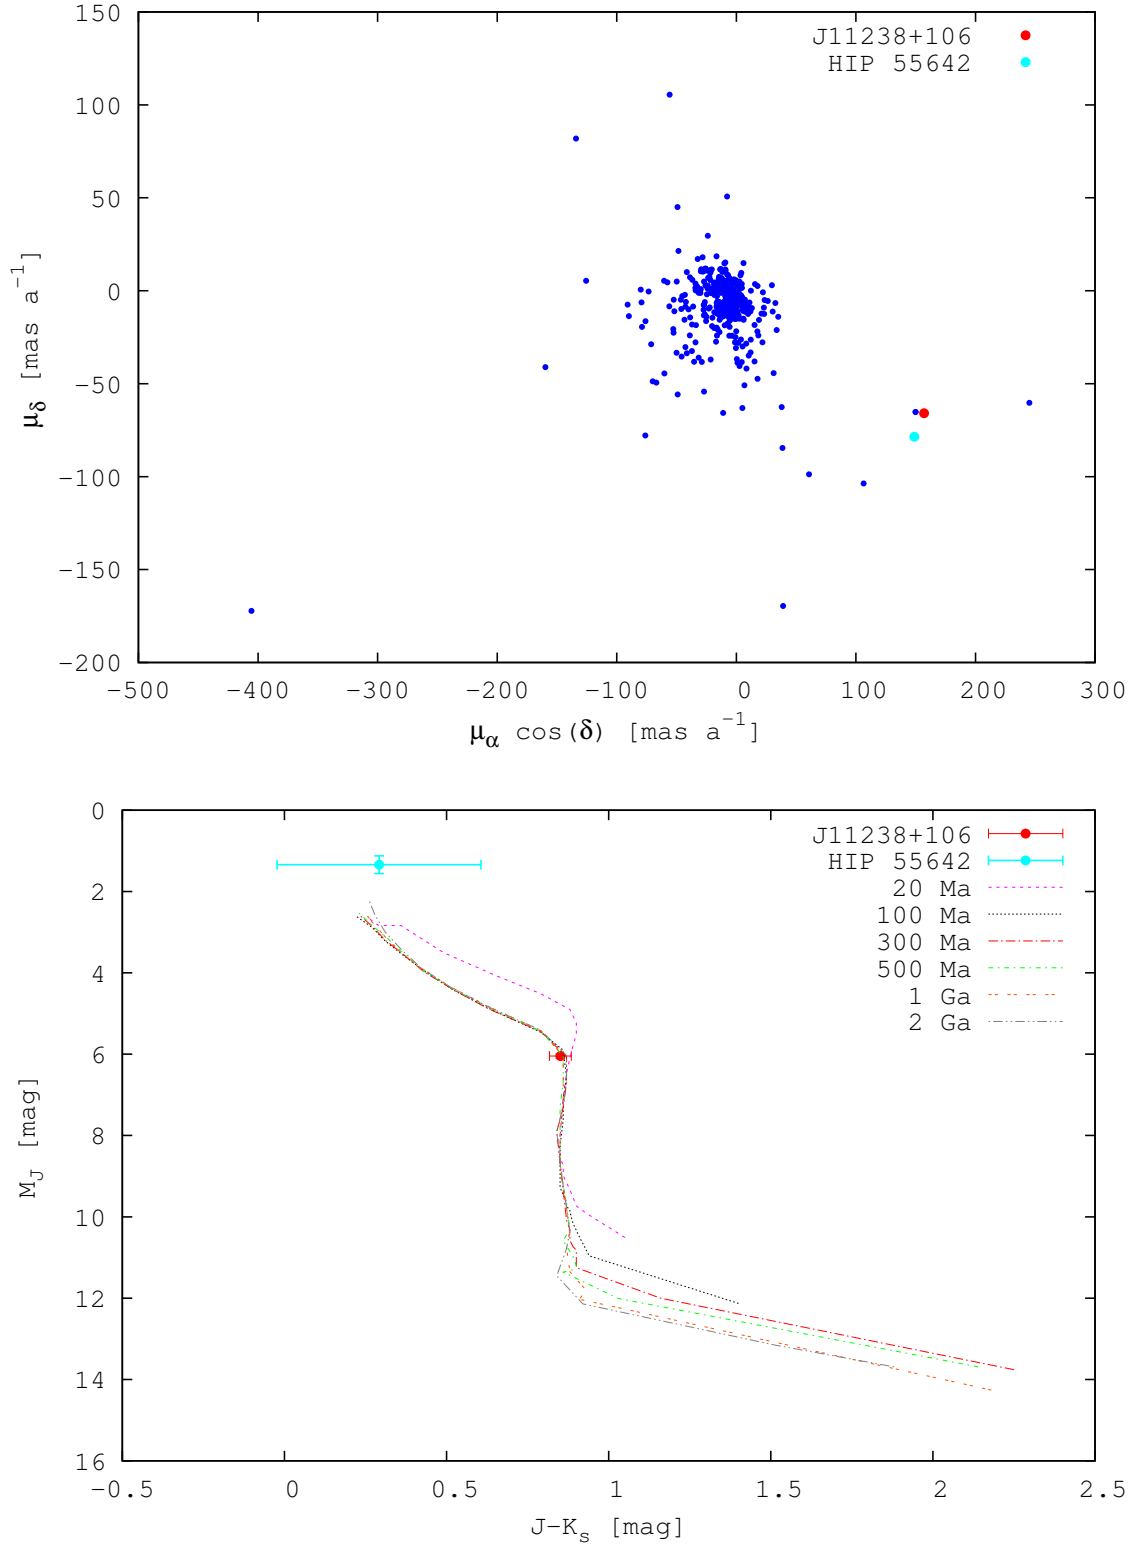 150
100
50
0
−50
−100
−150
−200
−500
−400
−300
−200
−100
0
100
200
300
μδ [mas a−1]
μα cos(δ) [mas a−1]
J11238+106
HIP 55642
0
2
4
6
8
10
12
14
16
−0.5
0
0.5
1
1.5
2
2.5
MJ [mag]
J−Ks [mag]
J11238+106
HIP 55642
20 Ma
100 Ma
300 Ma
500 Ma
1 Ga
2 Ga